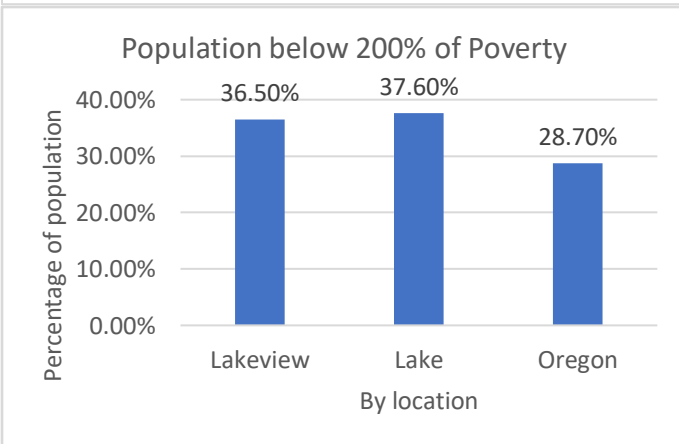 Population below 200% of Poverty
Percentage of population
40.00%
30.00%
20.00%
10.00%
0.00%
36.50%
37.60%
28.70%
Lakeview
Lake
Oregon
By location